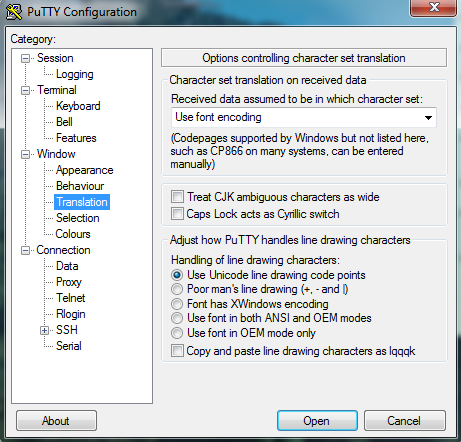 PuTTY Configuration
Category:
Session
Logging
Terminal
Keyboard
Bell
Features
Window
Appearance
Behaviour
Translation
Selection
Colours
Connection
Data
Proxy
Telnet
Rlogin
SSH
Serial
Options controlling character set translation
Character set translation on received data
Received data assumed to be in which character set:
Use font encoding
(Codepages supported by Windows but not listed here,
such as CP866 on many systems, can be entered
manually)
Treat CJK ambiguous characters as wide
Caps Lock acts as Cyrillic switch
Adjust how PuTTY handles line drawing characters
Handling of line drawing characters:
Use Unicode line drawing code points
Poor man's line drawing (+, - and |)
Font has XWindows encoding
Use font in both ANSI and OEM modes
Use font in OEM mode only
Copy and paste line drawing characters as lqqqk
About
Open
Cancel